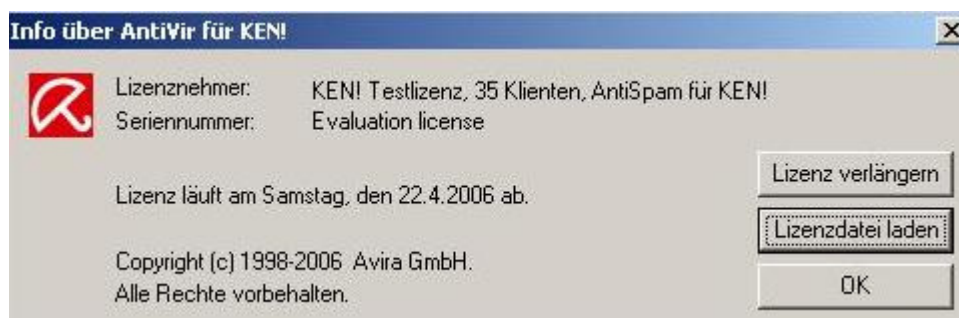 Info über AntiVir für KEN!
Lizenznehmer: KEN! Testlizenz, 35 Klienten, AntiSpam für KEN!
Seriennummer: Evaluation license
Lizenz läuft am Samstag, den 22.4.2006 ab.
Copyright (c) 1998-2006 Avira GmbH.
Alle Rechte vorbehalten.
Lizenz verlängern
Lizenzdatei laden
OK